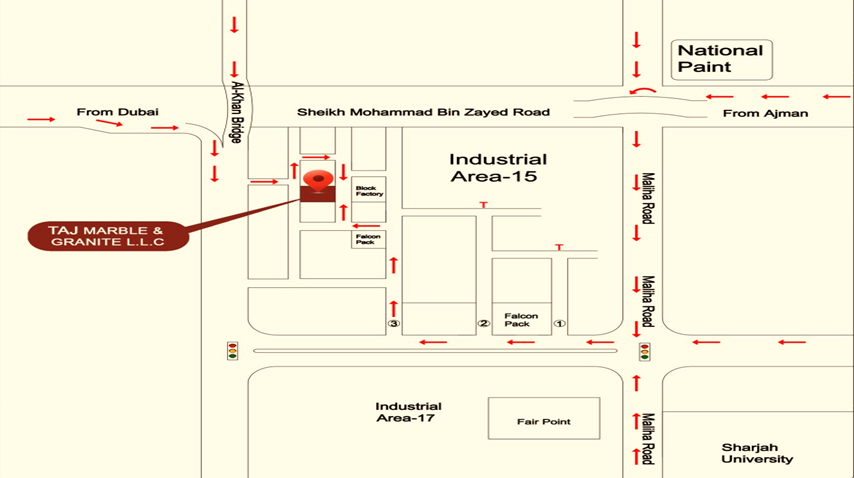 National
Paint
From Dubai
Al-Khan Bridge
Sheikh Mohammad Bin Zayed Road
From Ajman
Industrial
Area-15
Block
Factory
Maliha Road
TAJ MARBLE &
GRANITE L.L.C
Falcon
Pack
T
T
Maliha Road
3
2
Falcon
Pack
1
Industrial
Area-17
Fair Point
Maliha Road
Sharjah
University